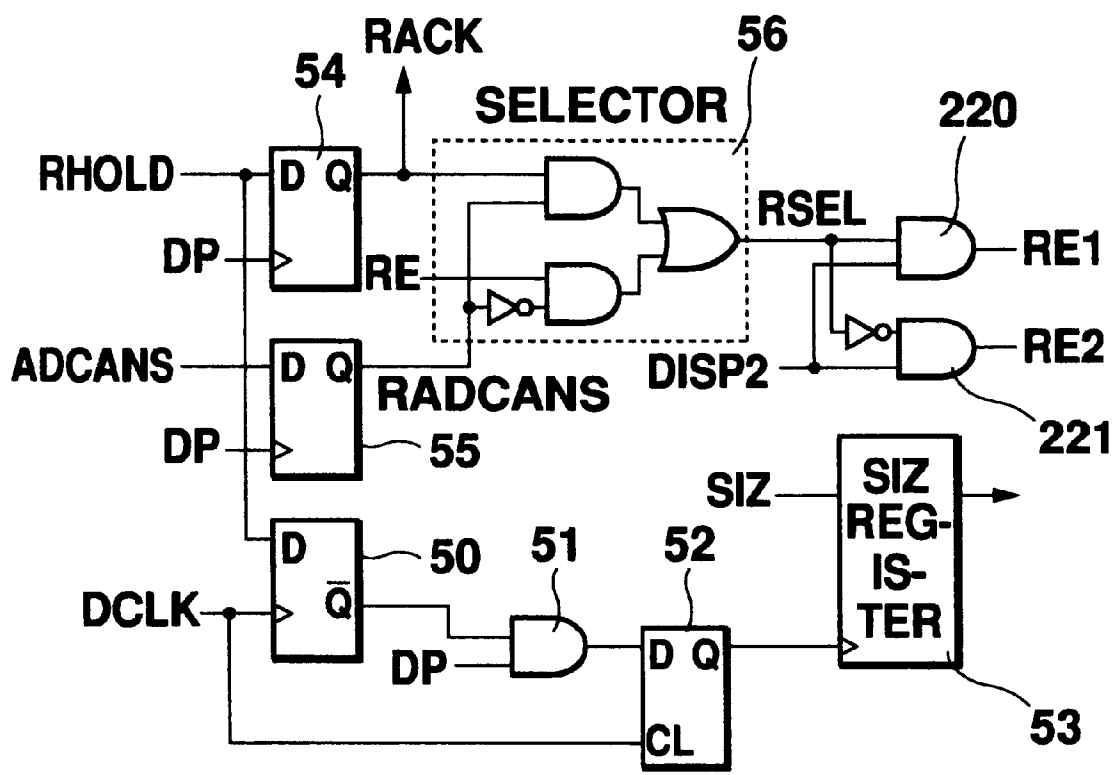 RACK
56
54
SELECTOR
220
RHOLD
D Q
RSEL
DP
RE
RE1
ADCANS
D Q
RADCANS
DISP2
RE2
DP
55
221
SIZ
SIZ
REG-
IS-
TER
D
Q
50
51
52
DCLK
DP
D Q
CL
53